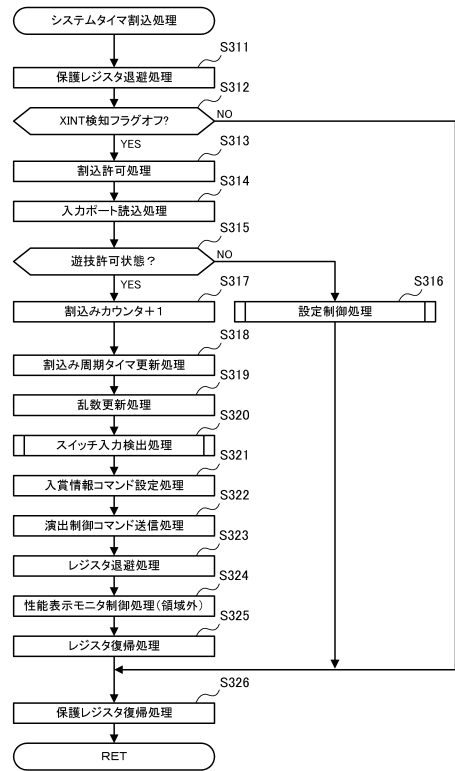 システムタイマ割込処理
S311
保護レジスタ退避処理
S312
XINT検知フラグオフ?
NO
YES
S313
割込許可処理
S314
入力ポート読込処理
S315
遊技許可状態？
NO
YES
S317
割込みカウンタ＋１
S316
設定制御処理
S318
割込み周期タイマ更新処理
S319
乱数更新処理
S320
スイッチ入力検出処理
S321
入賞情報コマンド設定処理
S322
演出制御コマンド送信処理
S323
レジスタ退避処理
S324
性能表示モニタ制御処理(領域外)
S325
レジスタ復帰処理
S326
保護レジスタ復帰処理
RET